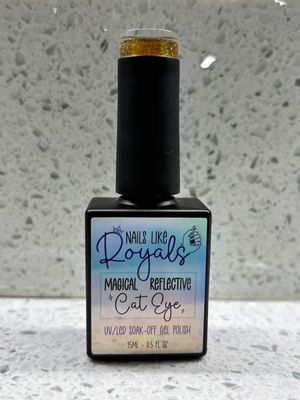 NAILS LIKE
Royals
MAGICAL REFLECTIVE
Cat Eye
UV/LED SOAK-OFF GEL POLISH
15ML - 0.5 FL OZ